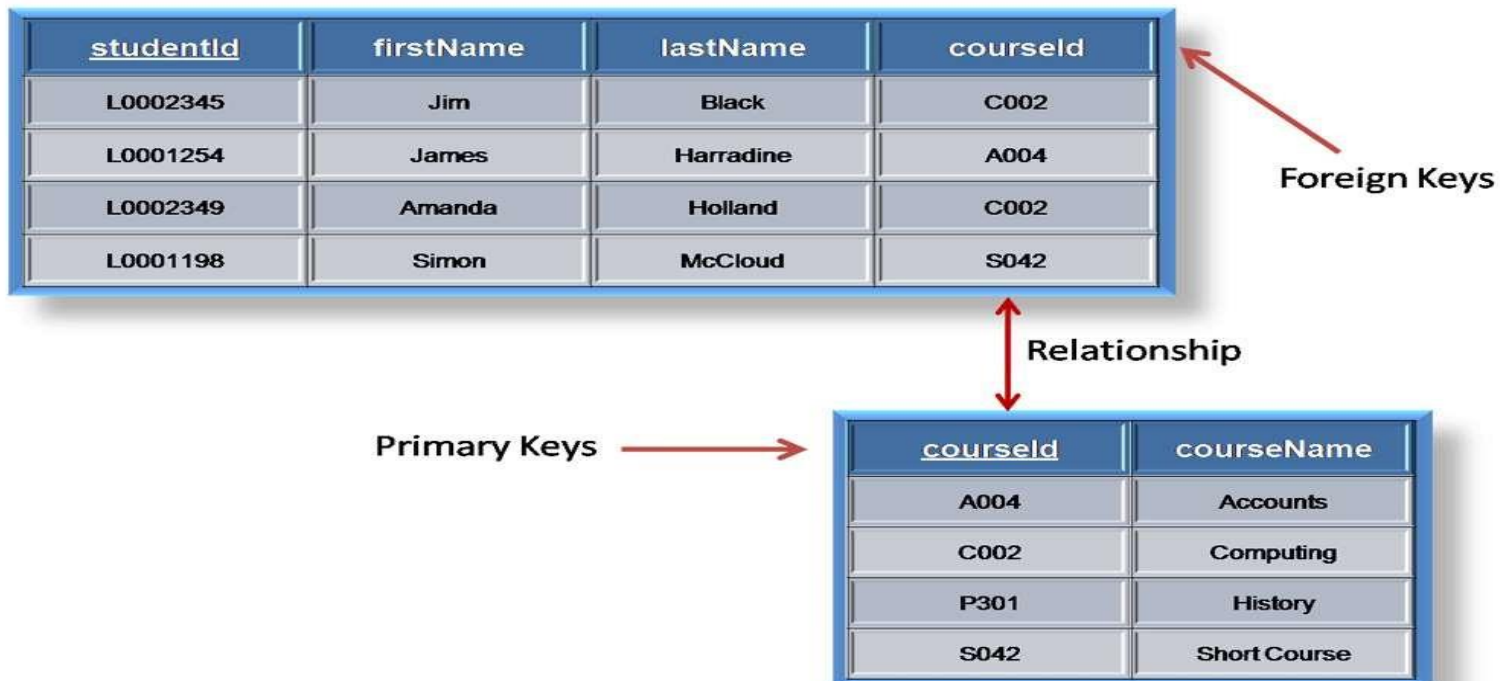 studentId firstName lastName courseId
L0002345 Jim Black C002
L0001254 James Harradine A004
L0002349 Amanda Holland C002
L0001198 Simon McCloud S042
Foreign Keys
Relationship
Primary Keys
courseId courseName
A004 Accounts
C002 Computing
P301 History
S042 Short Course